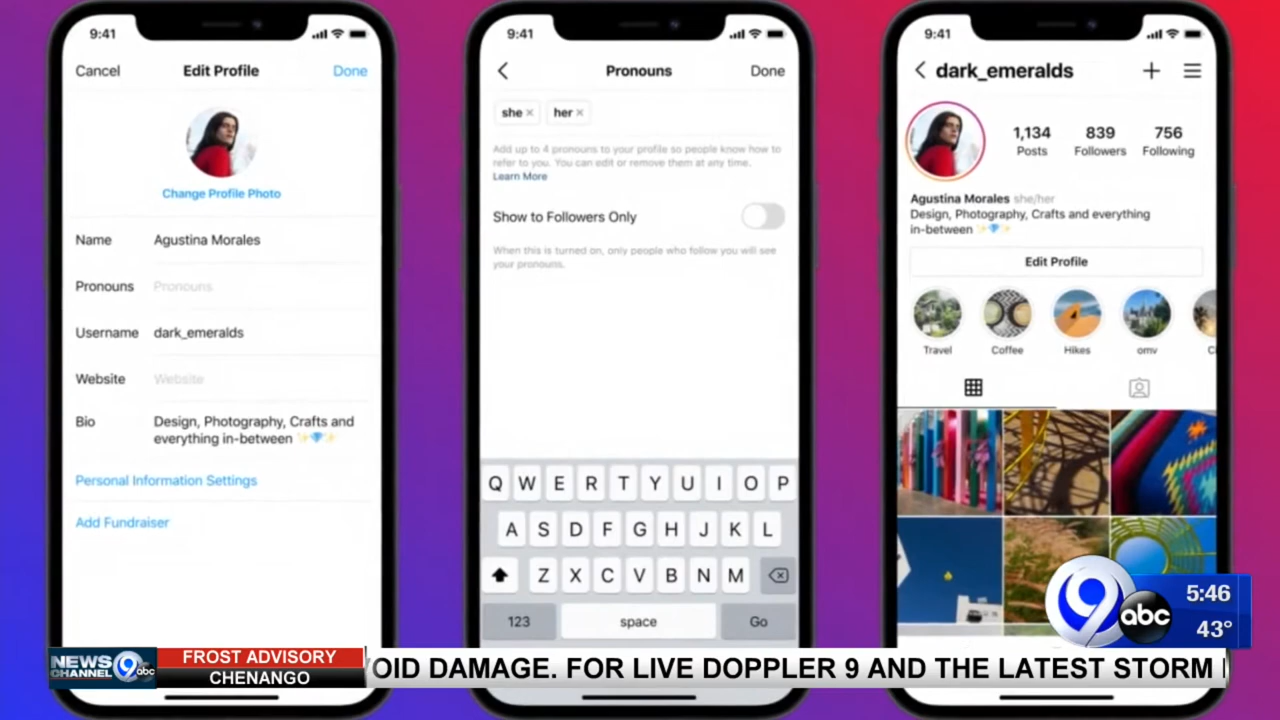 9:41
Cancel
Edit Profile
Done
Change Profile Photo
Name
Agustina Morales
Pronouns
Pronouns
Username
dark_emeralds
Website
Website
Bio
Design, Photography, Crafts and
everything in-between ✨💎✨
Personal Information Settings
Add Fundraiser
9:41
Pronouns
Done
she ×
her ×
Add up to 4 pronouns to your profile so people know how to
refer to you. You can edit or remove them at any time.
Learn More
Show to Followers Only
When this is turned on, only people who follow you will see
your pronouns.
Q W E R T Y U I O P
A S D F G H J K L
Z X C V B N M
123 space Go
9:41
dark_emeralds
1,134 839 756
Posts Followers Following
Agustina Morales she/her
Design, Photography, Crafts and everything
in-between ✨💎✨
Edit Profile
Travel Coffee Hikes omv
9 abc
5:46
43°
NEWS
CHANNEL 9 abc
FROST ADVISORY
CHENANGO
OID DAMAGE. FOR LIVE DOPPLER 9 AND THE LATEST STORM